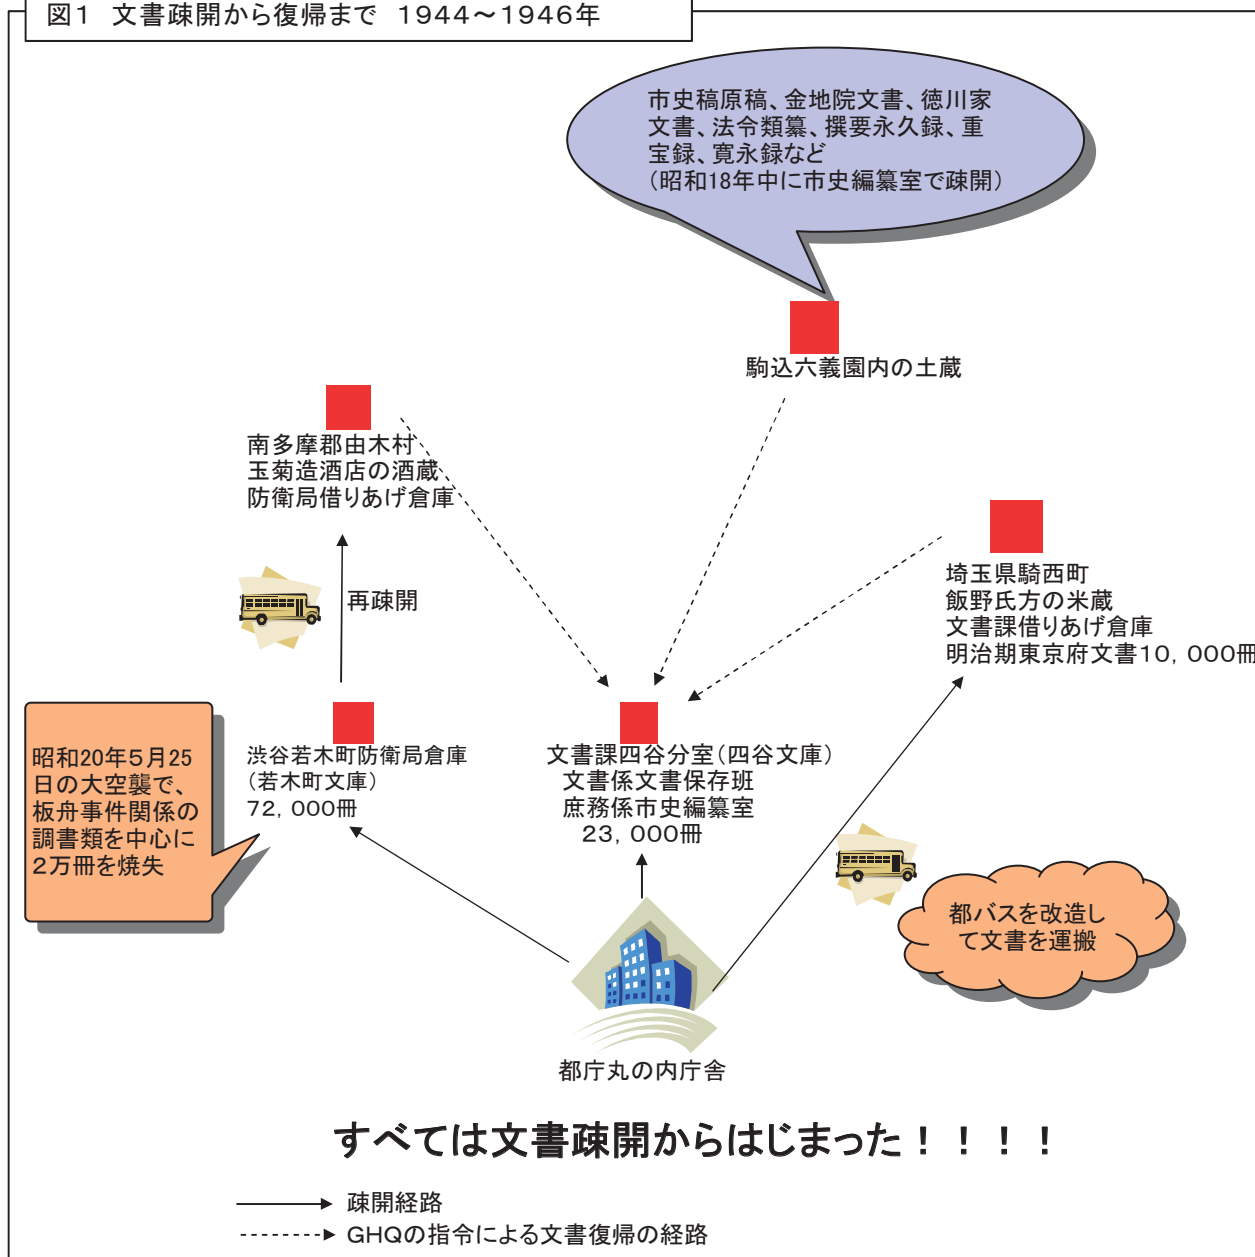 図1 文書疎開から復帰まで 1944～1946年
市史稿原稿、金地院文書、徳川家
文書、法令類纂、撰要永久録、重
宝録、寛永録など
（昭和18年中に市史編纂室で疎開）
駒込六義園内の土蔵
南多摩郡由木村
玉菊造酒店の酒蔵
防衛局借りあげ倉庫
埼玉県騎西町
飯野氏方の米蔵
文書課借りあげ倉庫
明治期東京府文書10，000冊
再疎開
昭和20年5月25
日の大空襲で、
板舟事件関係の
調書類を中心に
2万冊を焼失
渋谷若木町防衛局倉庫
（若木町文庫）
72，000冊
文書課四谷分室（四谷文庫）
文書係文書保存班
庶務係市史編纂室
23，000冊
都バスを改造し
て文書を運搬
都庁丸の内庁舎
すべては文書疎開からはじまった！！！！
疎開経路
GHQの指令による文書復帰の経路